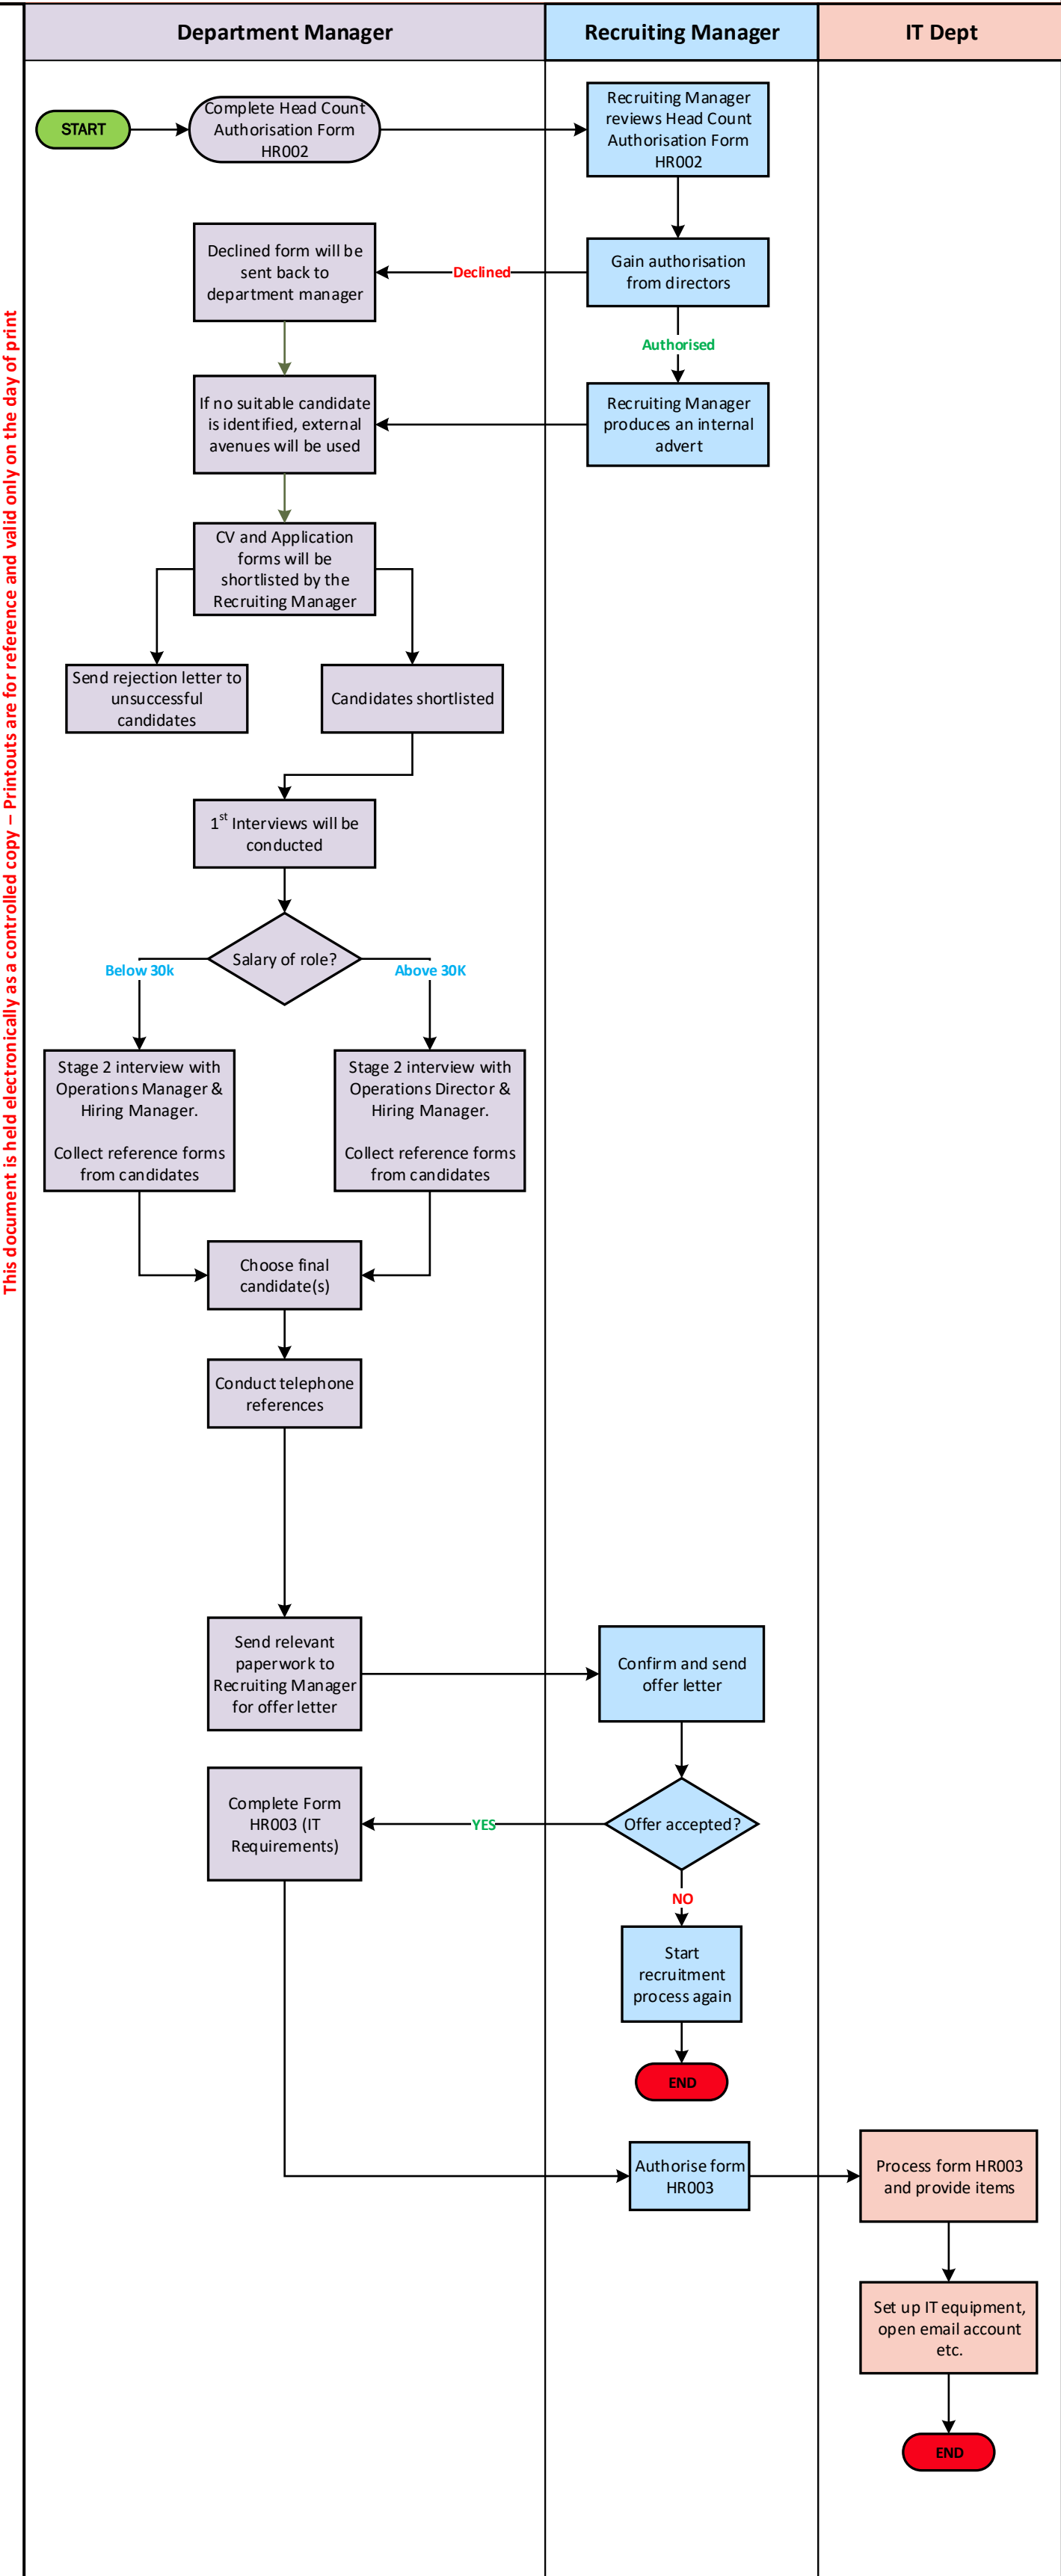 Department Manager
Recruiting Manager
IT Dept
This document is held electronically as a controlled copy – Printouts are for reference and valid only on the day of print
START
Complete Head Count
Authorisation Form
HR002
Recruiting Manager
reviews Head Count
Authorisation Form
HR002
Declined form will be
sent back to
department manager
Declined
Gain authorisation
from directors
Authorised
If no suitable candidate
is identified, external
avenues will be used
Recruiting Manager
produces an internal
advert
CV and Application
forms will be
shortlisted by the
Recruiting Manager
Send rejection letter to
unsuccessful
candidates
Candidates shortlisted
1st Interviews will be
conducted
Salary of role?
Below 30k
Above 30K
Stage 2 interview with
Operations Manager &
Hiring Manager.
Collect reference forms
from candidates
Stage 2 interview with
Operations Director &
Hiring Manager.
Collect reference forms
from candidates
Choose final
candidate(s)
Conduct telephone
references
Send relevant
paperwork to
Recruiting Manager
for offer letter
Confirm and send
offer letter
Complete Form
HR003 (IT
Requirements)
YES
Offer accepted?
NO
Start
recruitment
process again
END
Authorise form
HR003
Process form HR003
and provide items
Set up IT equipment,
open email account
etc.
END